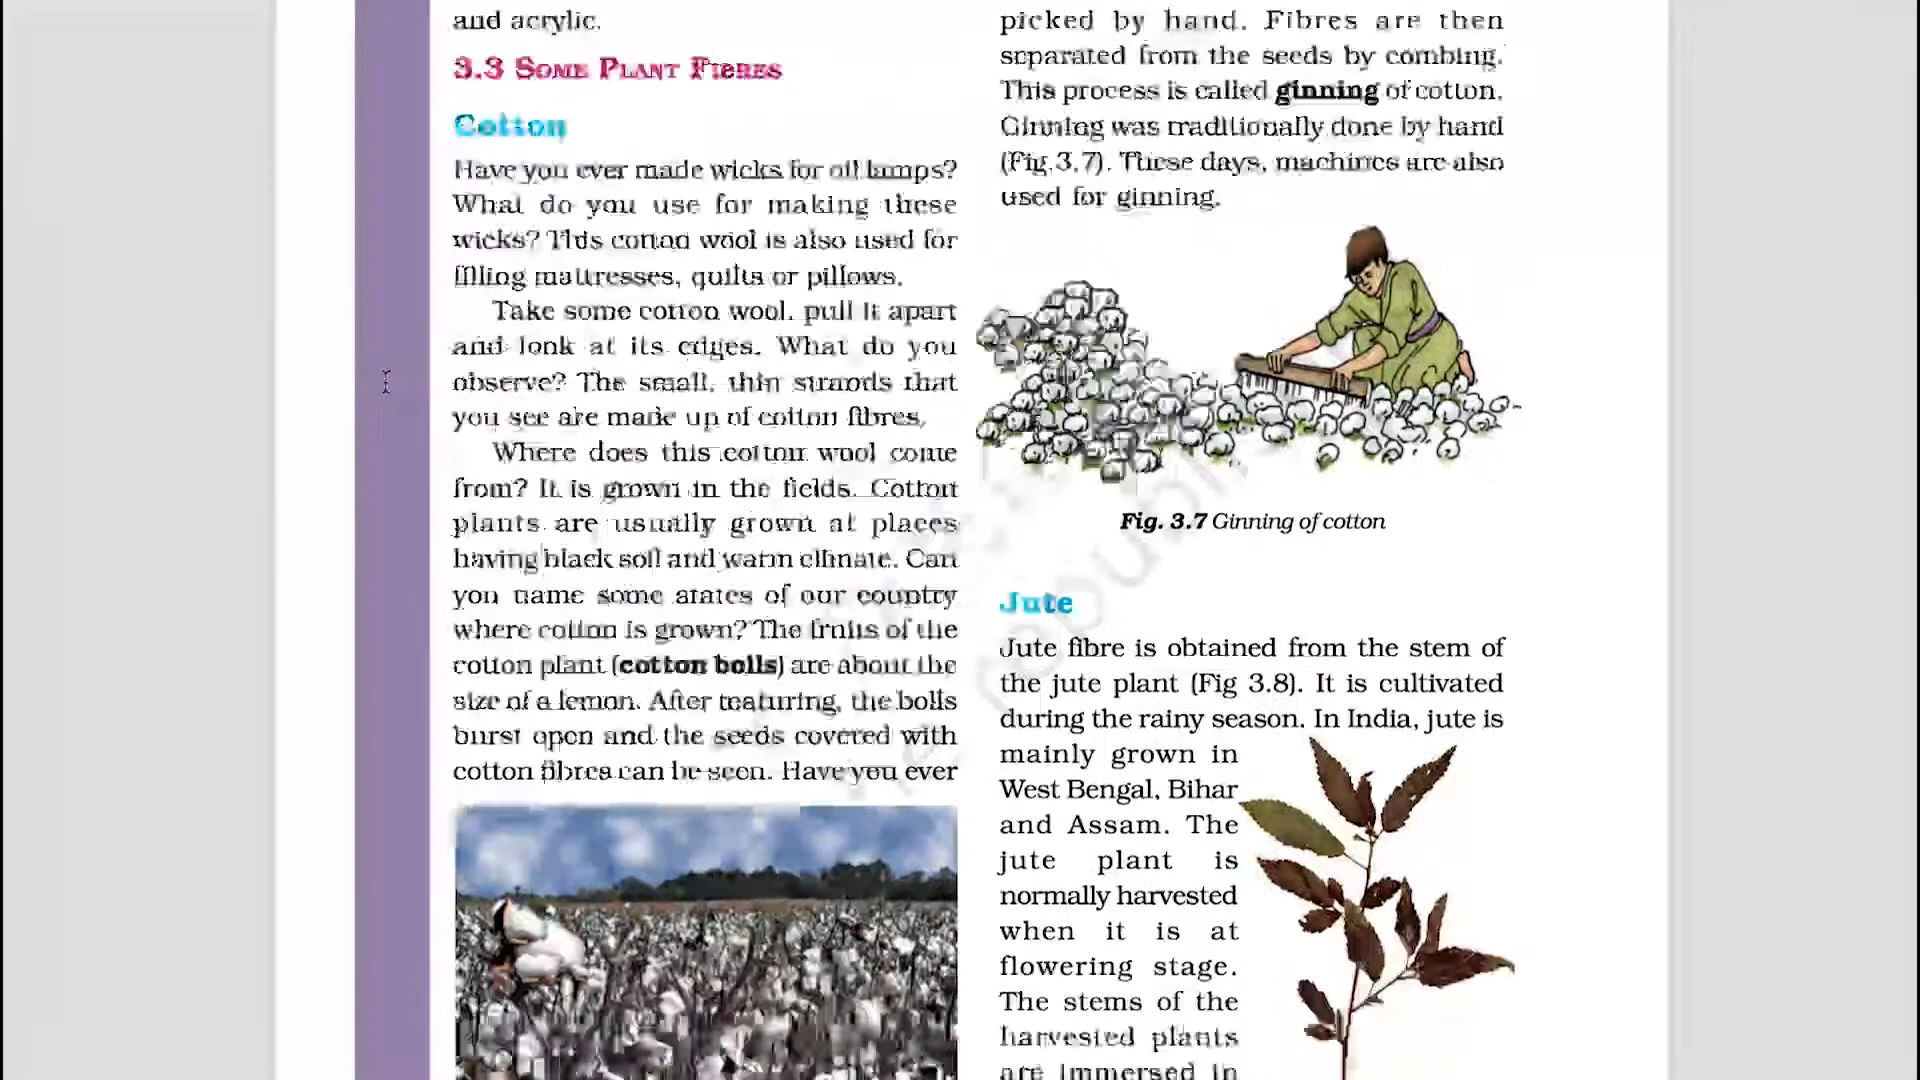 and acrylic.
3.3 SOME PLANT FIBRES
Cotton
Have you ever made wicks for oil lamps?
What do you use for making these
wicks? This cotton wool is also used for
filling mattresses, quilts or pillows.
Take some cotton wool, pull it apart
and look at its edges. What do you
observe? The small, thin strands that
you see are made up of cotton fibres.
Where does this cotton wool come
from? It is grown in the fields. Cotton
plants are usually grown at places
having black soil and warm climate. Can
you name some states of our country
where cotton is grown? The fruits of the
cotton plant (cotton bolls) are about the
size of a lemon. After maturing, the bolls
burst open and the seeds covered with
cotton fibres can be seen. Have you ever
picked by hand. Fibres are then
separated from the seeds by combing.
This process is called ginning of cotton.
Ginning was traditionally done by hand
(Fig.3.7). These days, machines are also
used for ginning.
Fig. 3.7 Ginning of cotton
Jute
Jute fibre is obtained from the stem of
the jute plant (Fig 3.8). It is cultivated
during the rainy season. In India, jute is
mainly grown in
West Bengal, Bihar
and Assam. The
jute plant is
normally harvested
when it is at
flowering stage.
The stems of the
harvested plants
are immersed in